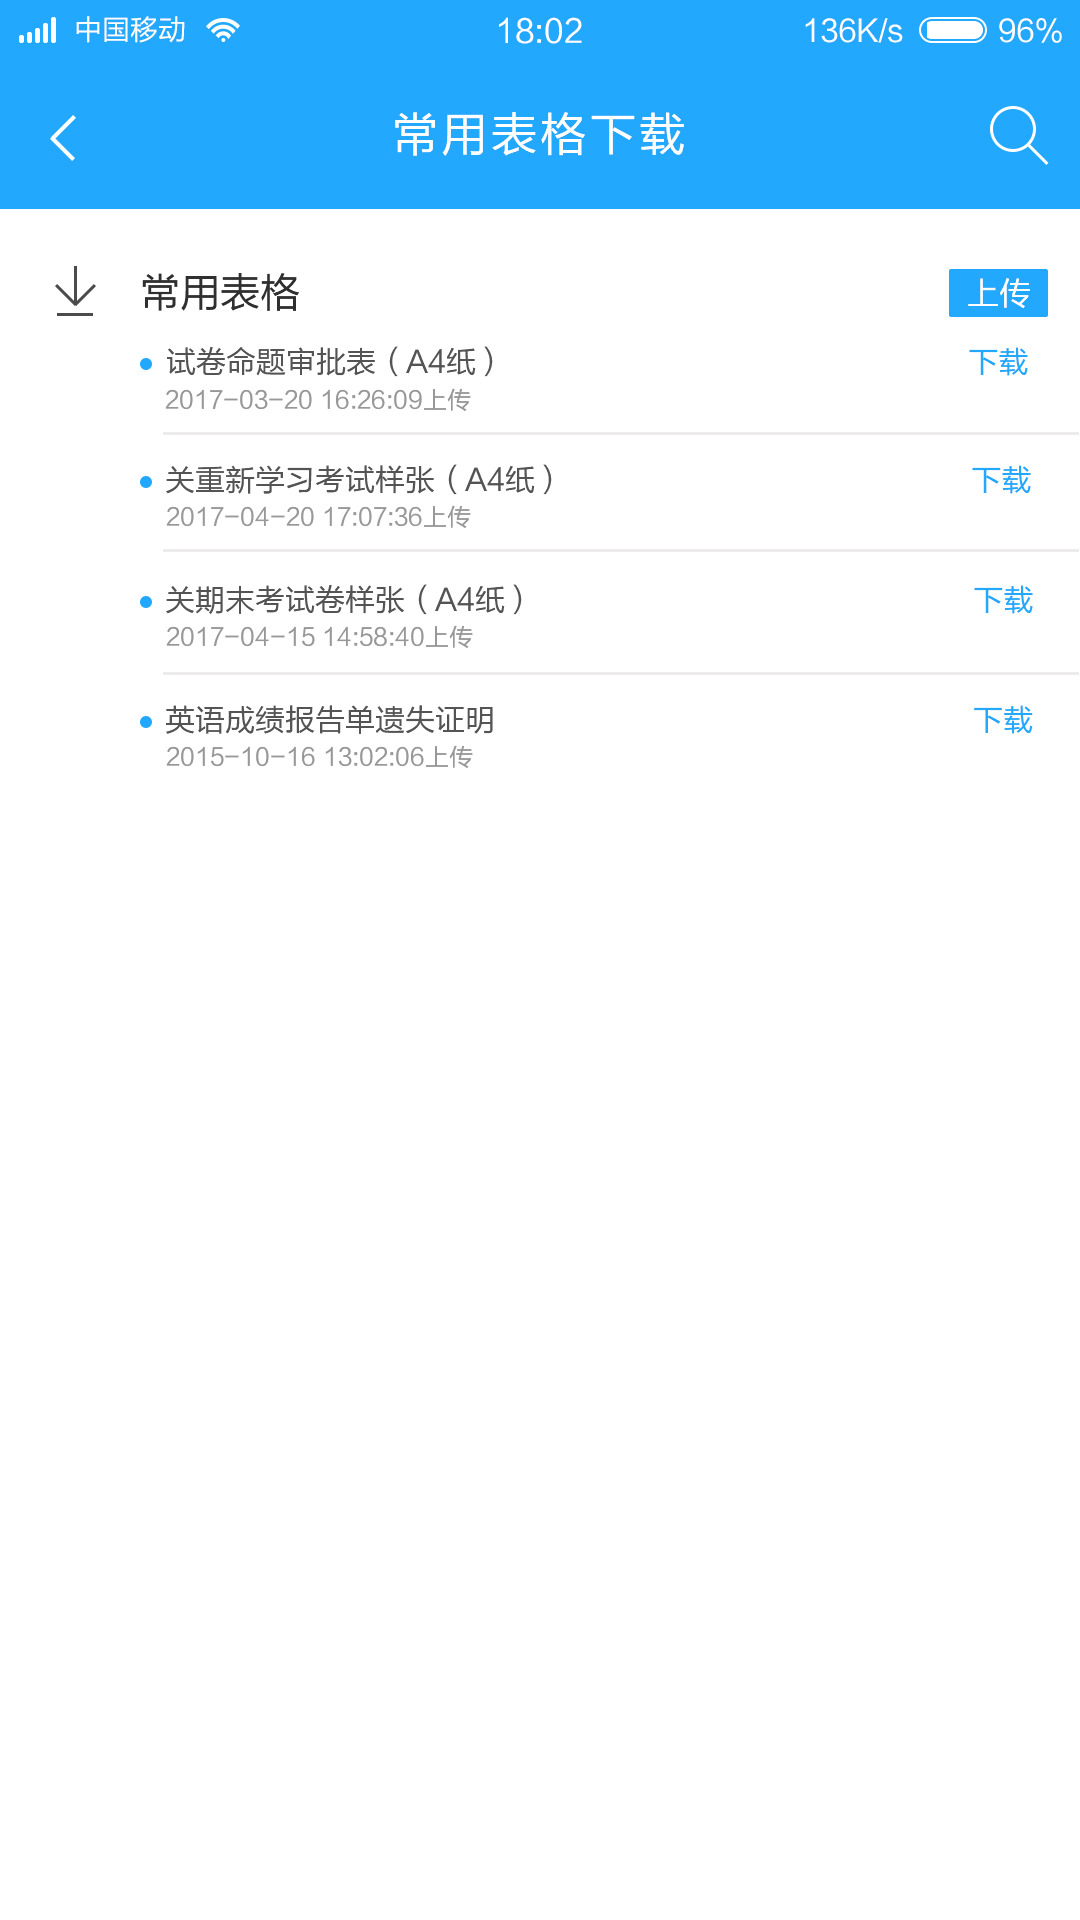 中国移动 18:02 136K/s 96%
常用表格下载
常用表格 上传
试卷命题审批表（A4纸） 下载
2017-03-20 16:26:09上传
关重新学习考试样张（A4纸） 下载
2017-04-20 17:07:36上传
关期末考试卷样张（A4纸） 下载
2017-04-15 14:58:40上传
英语成绩报告单遗失证明 下载
2015-10-16 13:02:06上传